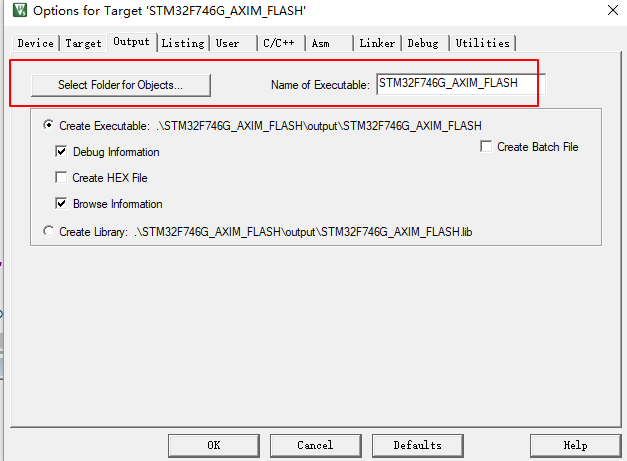 Options for Target 'STM32F746G_AXIM_FLASH'
Device Target Output Listing User C/C++ Asm Linker Debug Utilities
Select Folder for Objects... Name of Executable: STM32F746G_AXIM_FLASH
Create Executable: .\STM32F746G_AXIM_FLASH\output\STM32F746G_AXIM_FLASH
Debug Information Create Batch File
Create HEX File
Browse Information
Create Library: .\STM32F746G_AXIM_FLASH\output\STM32F746G_AXIM_FLASH.lib
OK Cancel Defaults Help